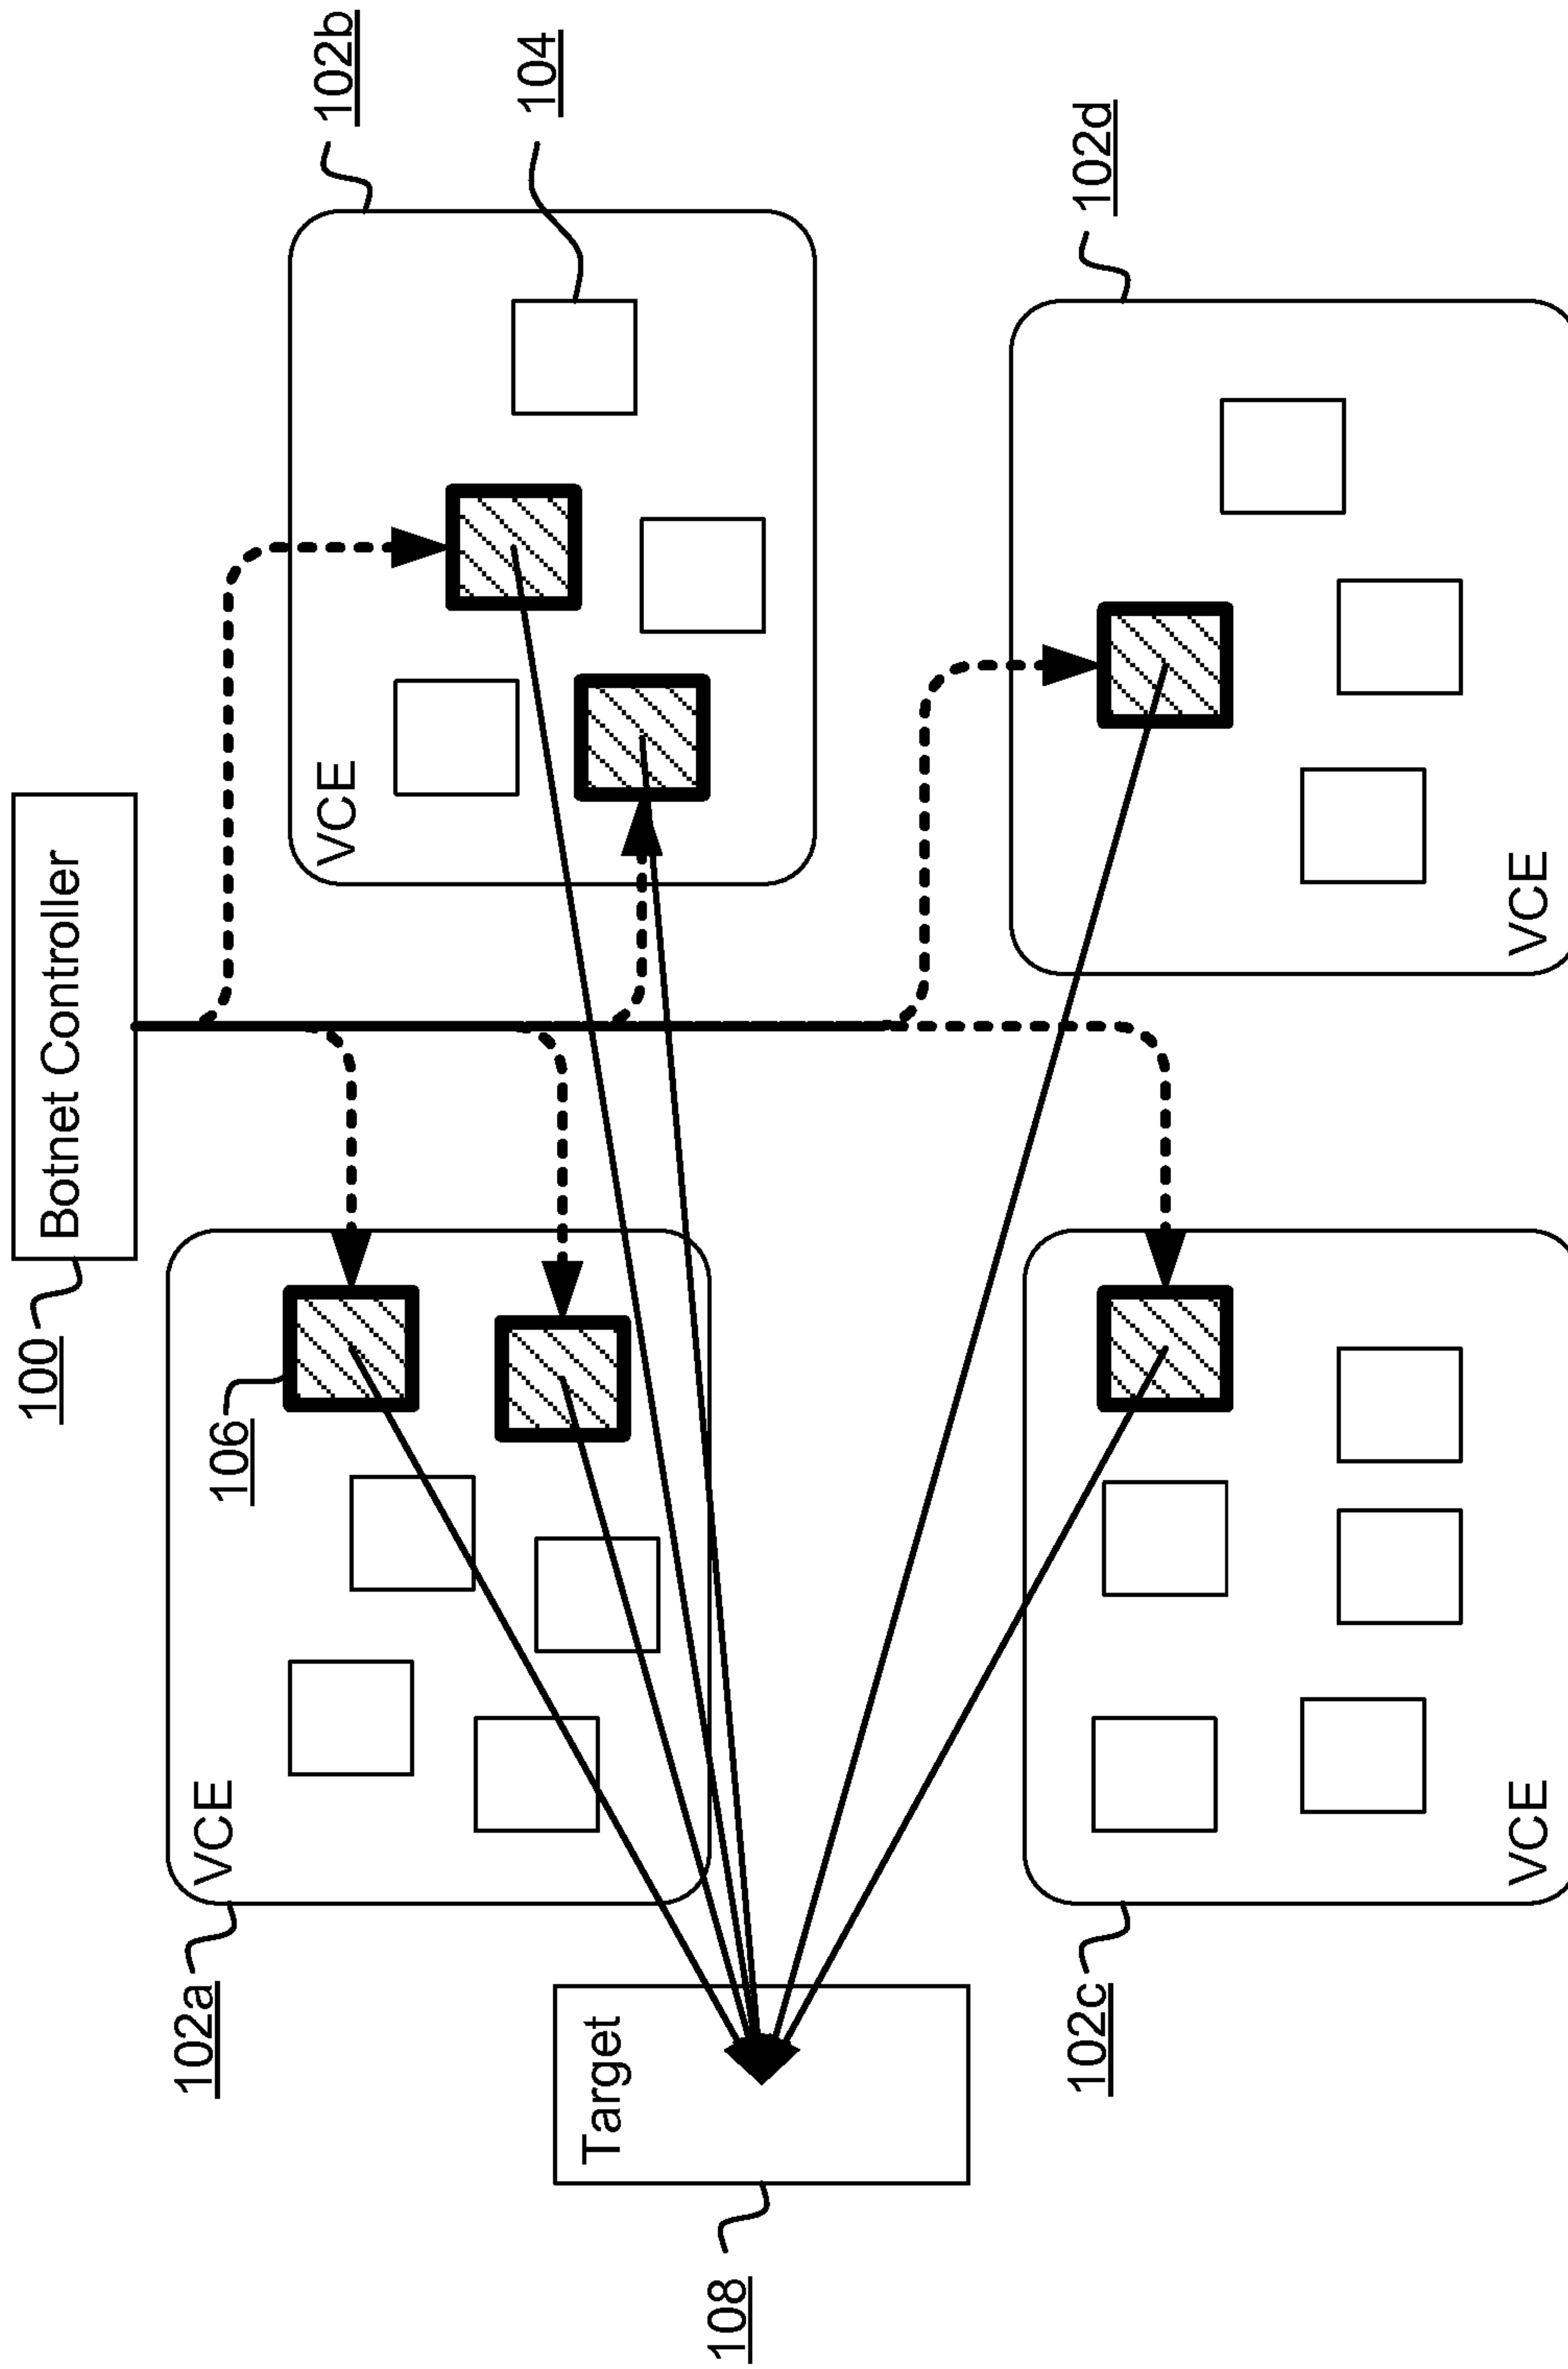 100
Botnet Controller
102a
VCE
106
102b
VCE
104
108
Target
102c
VCE
102d
VCE